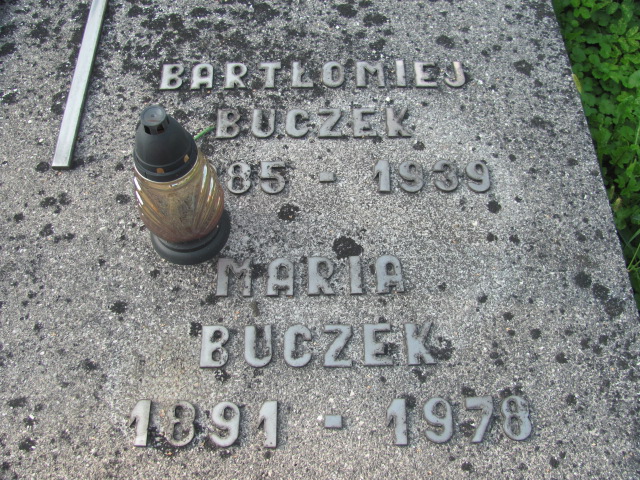 BARTŁOMIEJ
BUCZEK
85 - 1939
MARIA
BUCZEK
1891 - 1978